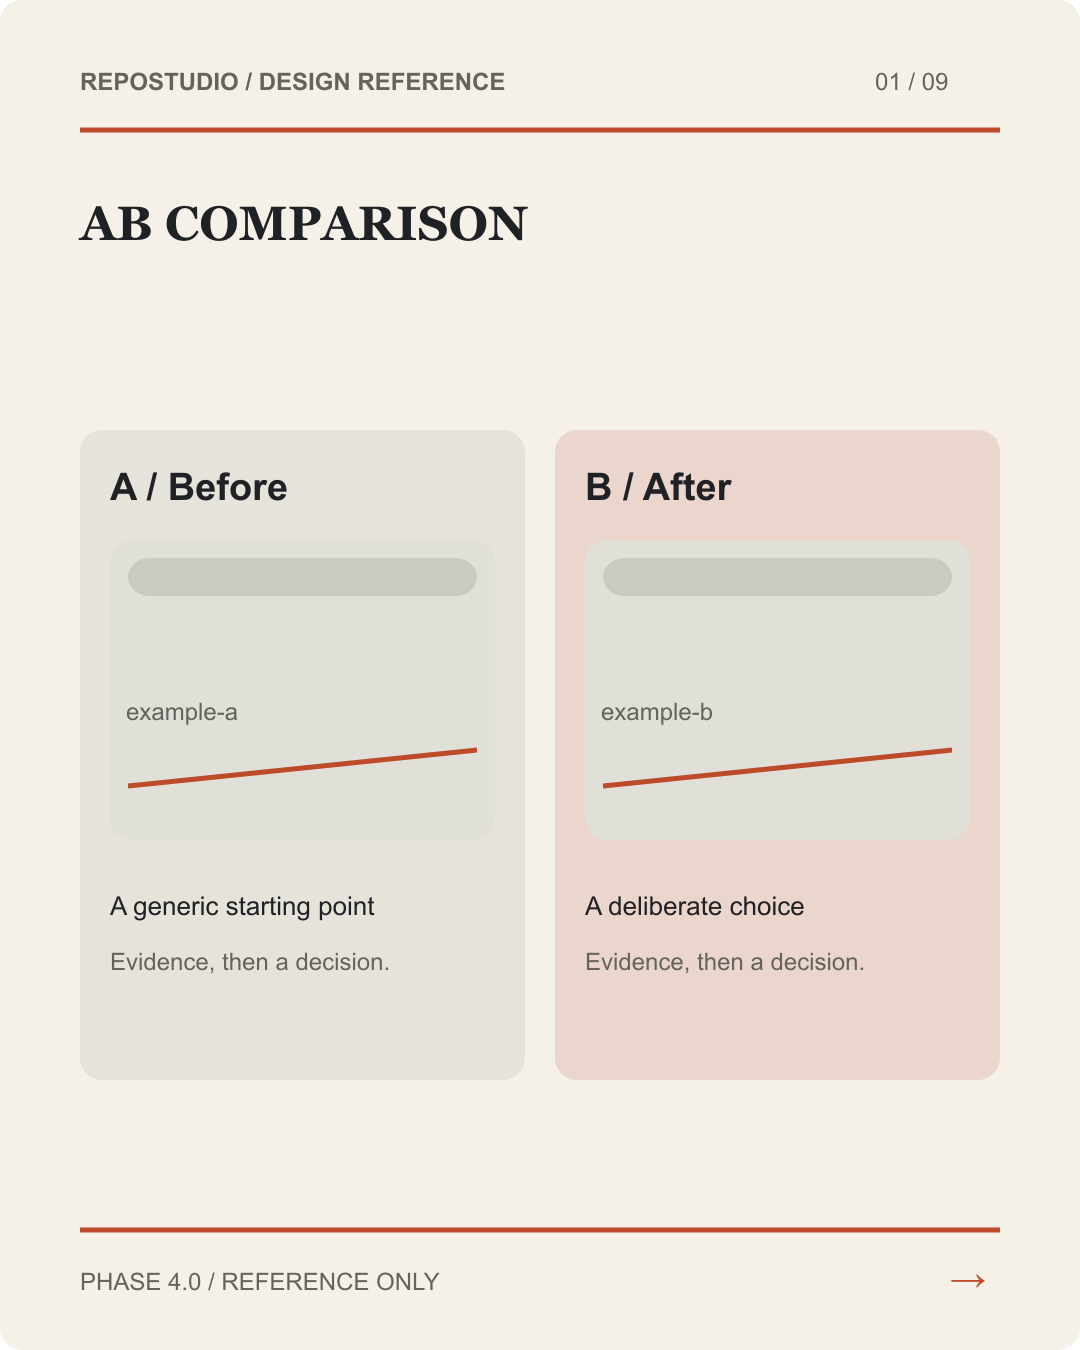 REPOSTUDIO / DESIGN REFERENCE
01 / 09
AB COMPARISON
A / Before
example-a
A generic starting point
Evidence, then a decision.
B / After
example-b
A deliberate choice
Evidence, then a decision.
PHASE 4.0 / REFERENCE ONLY
→